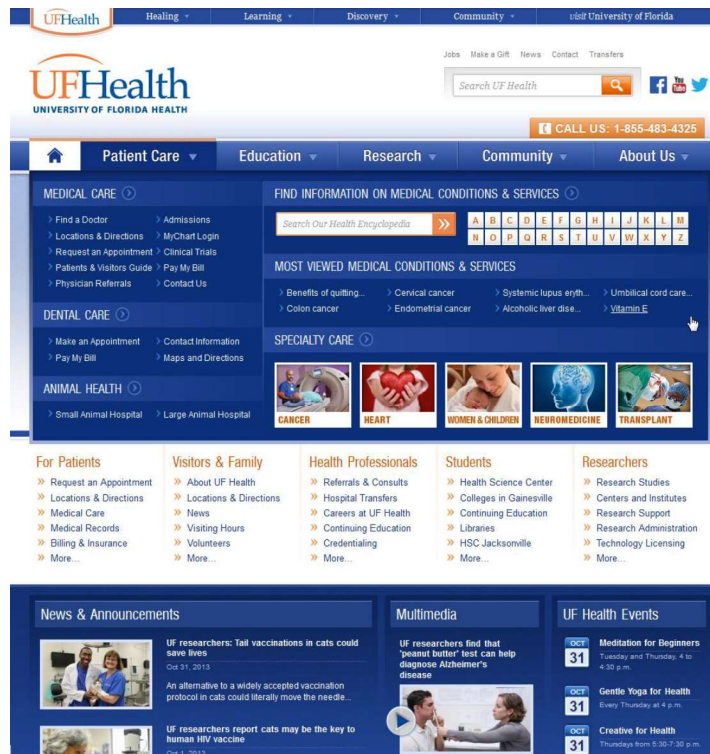 UFHealth
Healing
Learning
Discovery
Community
visit University of Florida
Jobs Make a Gift News Contact Transfers
UFHealth
UNIVERSITY OF FLORIDA HEALTH
Search UF Health
You Tube
CALL US: 1-855-483-4325
Patient Care
Education
Research
Community
About Us
MEDICAL CARE
Find a Doctor
Locations & Directions
Request an Appointment
Patients & Visitors Guide
Physician Referrals
Admissions
MyChart Login
Clinical Trials
Pay My Bill
Contact Us
DENTAL CARE
Make an Appointment
Pay My Bill
Contact Information
Maps and Directions
ANIMAL HEALTH
Small Animal Hospital
Large Animal Hospital
FIND INFORMATION ON MEDICAL CONDITIONS & SERVICES
Search Our Health Encyclopedia
A B C D E F G H I J K L M
N O P Q R S T U V W X Y Z
MOST VIEWED MEDICAL CONDITIONS & SERVICES
Benefits of quitting...
Colon cancer
Cervical cancer
Endometrial cancer
Systemic lupus eryth...
Alcoholic liver dise...
Umbilical cord care...
Vitamin E
SPECIALTY CARE
CANCER
HEART
WOMEN & CHILDREN
NEUROMEDICINE
TRANSPLANT
For Patients
Request an Appointment
Locations & Directions
Medical Care
Medical Records
Billing & Insurance
More...
Visitors & Family
About UF Health
Locations & Directions
News
Visiting Hours
Volunteers
More...
Health Professionals
Referrals & Consults
Hospital Transfers
Careers at UF Health
Continuing Education
Credentialing
More...
Students
Health Science Center
Colleges in Gainesville
Continuing Education
Libraries
HSC Jacksonville
More...
Researchers
Research Studies
Centers and Institutes
Research Support
Research Administration
Technology Licensing
More...
News & Announcements
UF researchers: Tail vaccinations in cats could
save lives
Oct 31, 2013
An alternative to a widely accepted vaccination
protocol in cats could literally move the needle...
UF researchers report cats may be the key to
human HIV vaccine
Oct 1, 2013
Multimedia
UF researchers find that
'peanut butter' test can help
diagnose Alzheimer's
disease
UF Health Events
OCT
31
Meditation for Beginners
Tuesday and Thursday, 4 to
4:30 p.m.
OCT
31
Gentle Yoga for Health
Every Thursday at 4 p.m.
OCT
31
Creative for Health
Thursdays from 5:30-7:30 p.m.